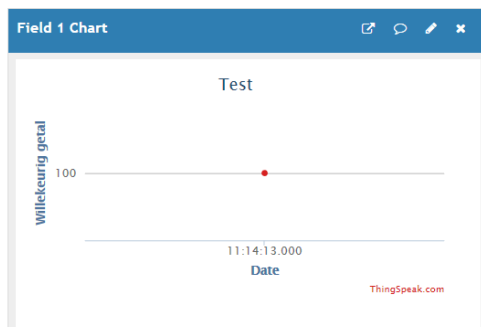 Field 1 Chart
Test
Willekeurig getal
100
11:14:13.000
Date
ThingSpeak.com